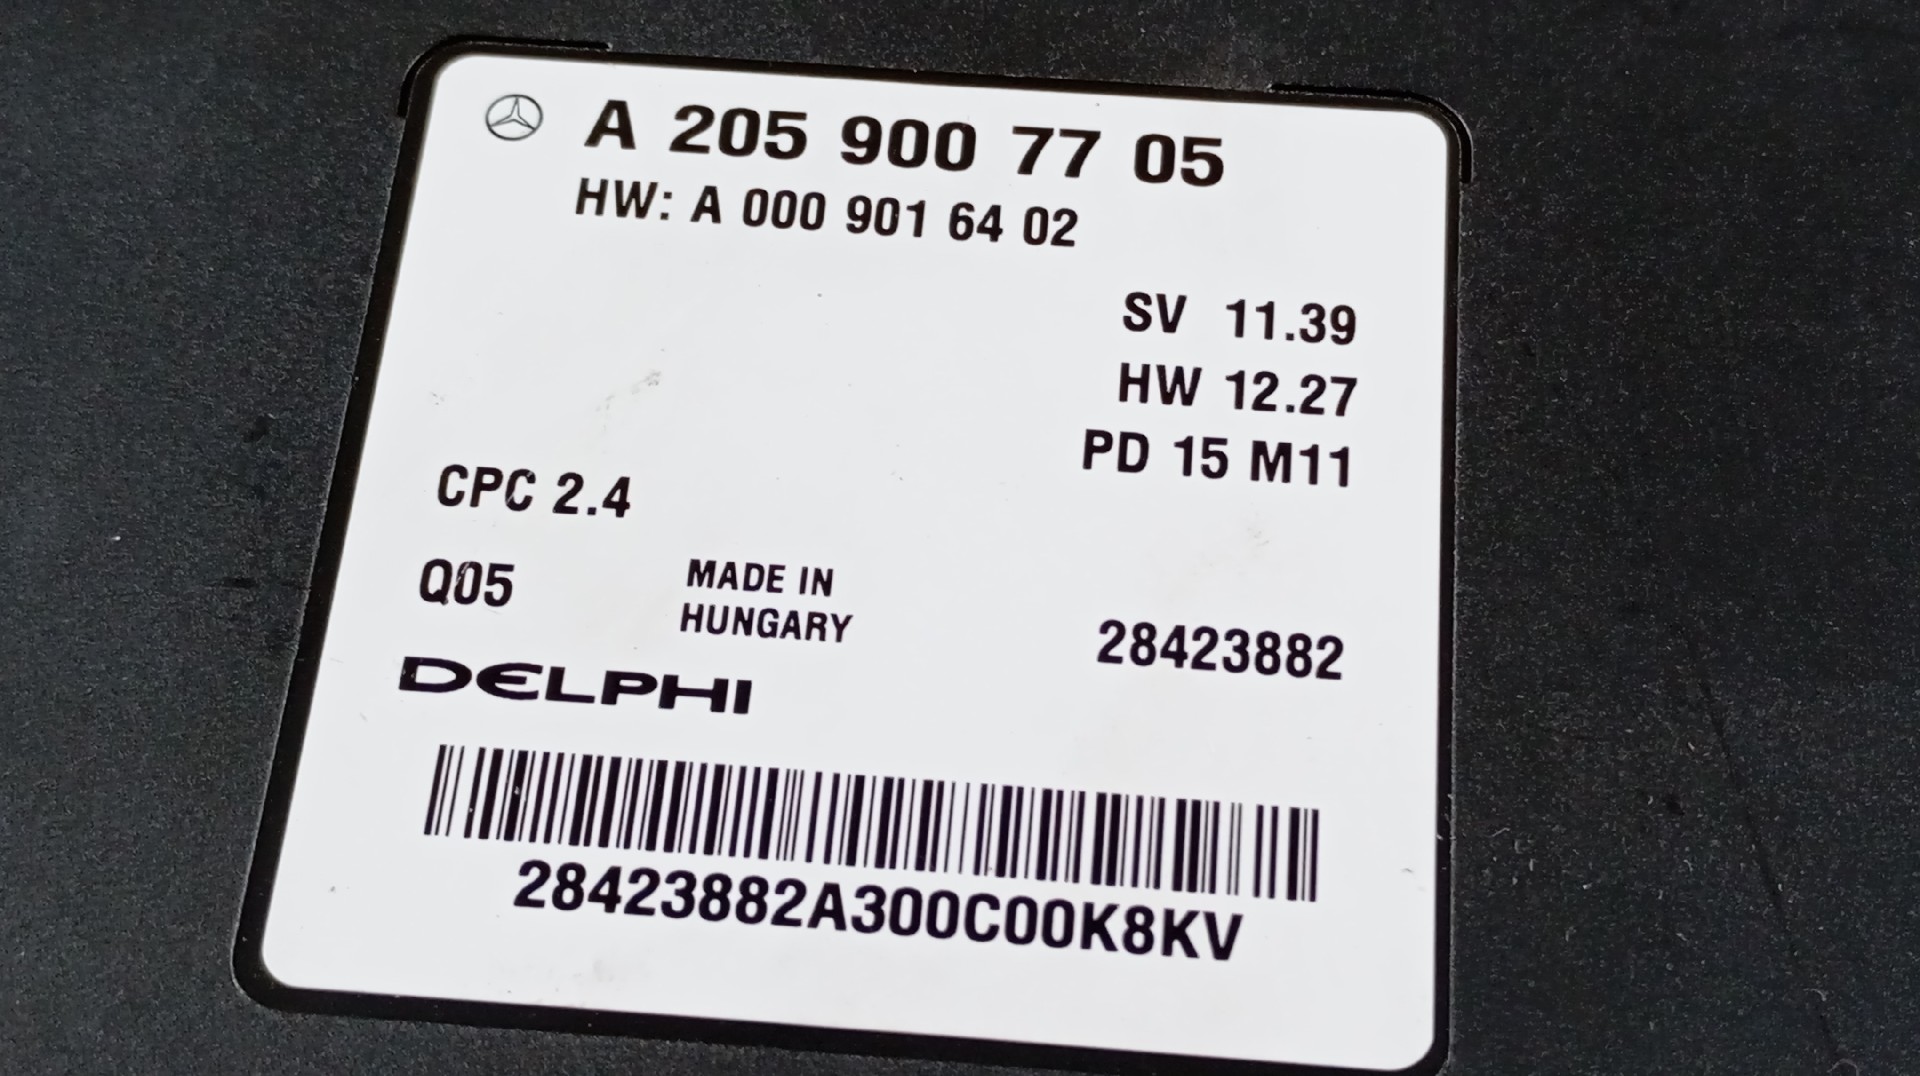 A 205 900 77 05
HW: A 000 901 64 02
SV 11.39
HW 12.27
PD 15 M11
CPC 2.4
Q05
MADE IN
HUNGARY
28423882
DELPHI
28423882A300C00K8KV